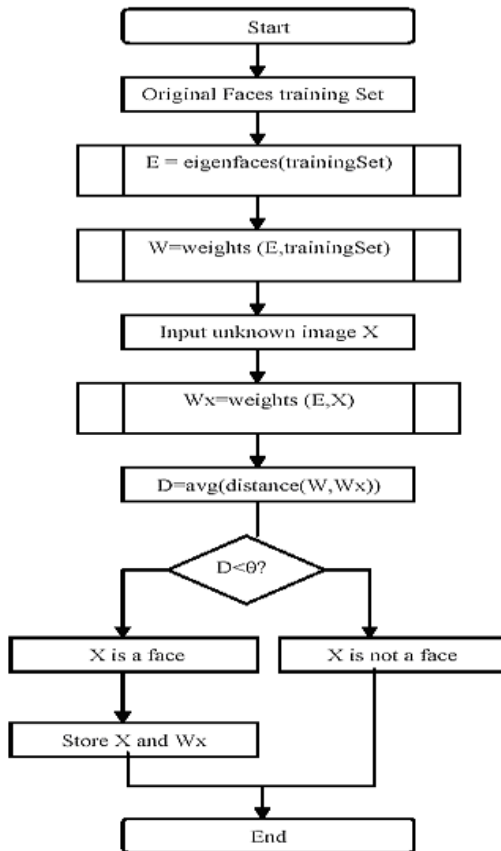 Start
Original Faces training Set
E = eigenfaces(trainingSet)
W=weights (E,trainingSet)
Input unknown image X
Wx=weights (E,X)
D=avg(distance(W,Wx))
D<θ?
X is a face
X is not a face
Store X and Wx
End